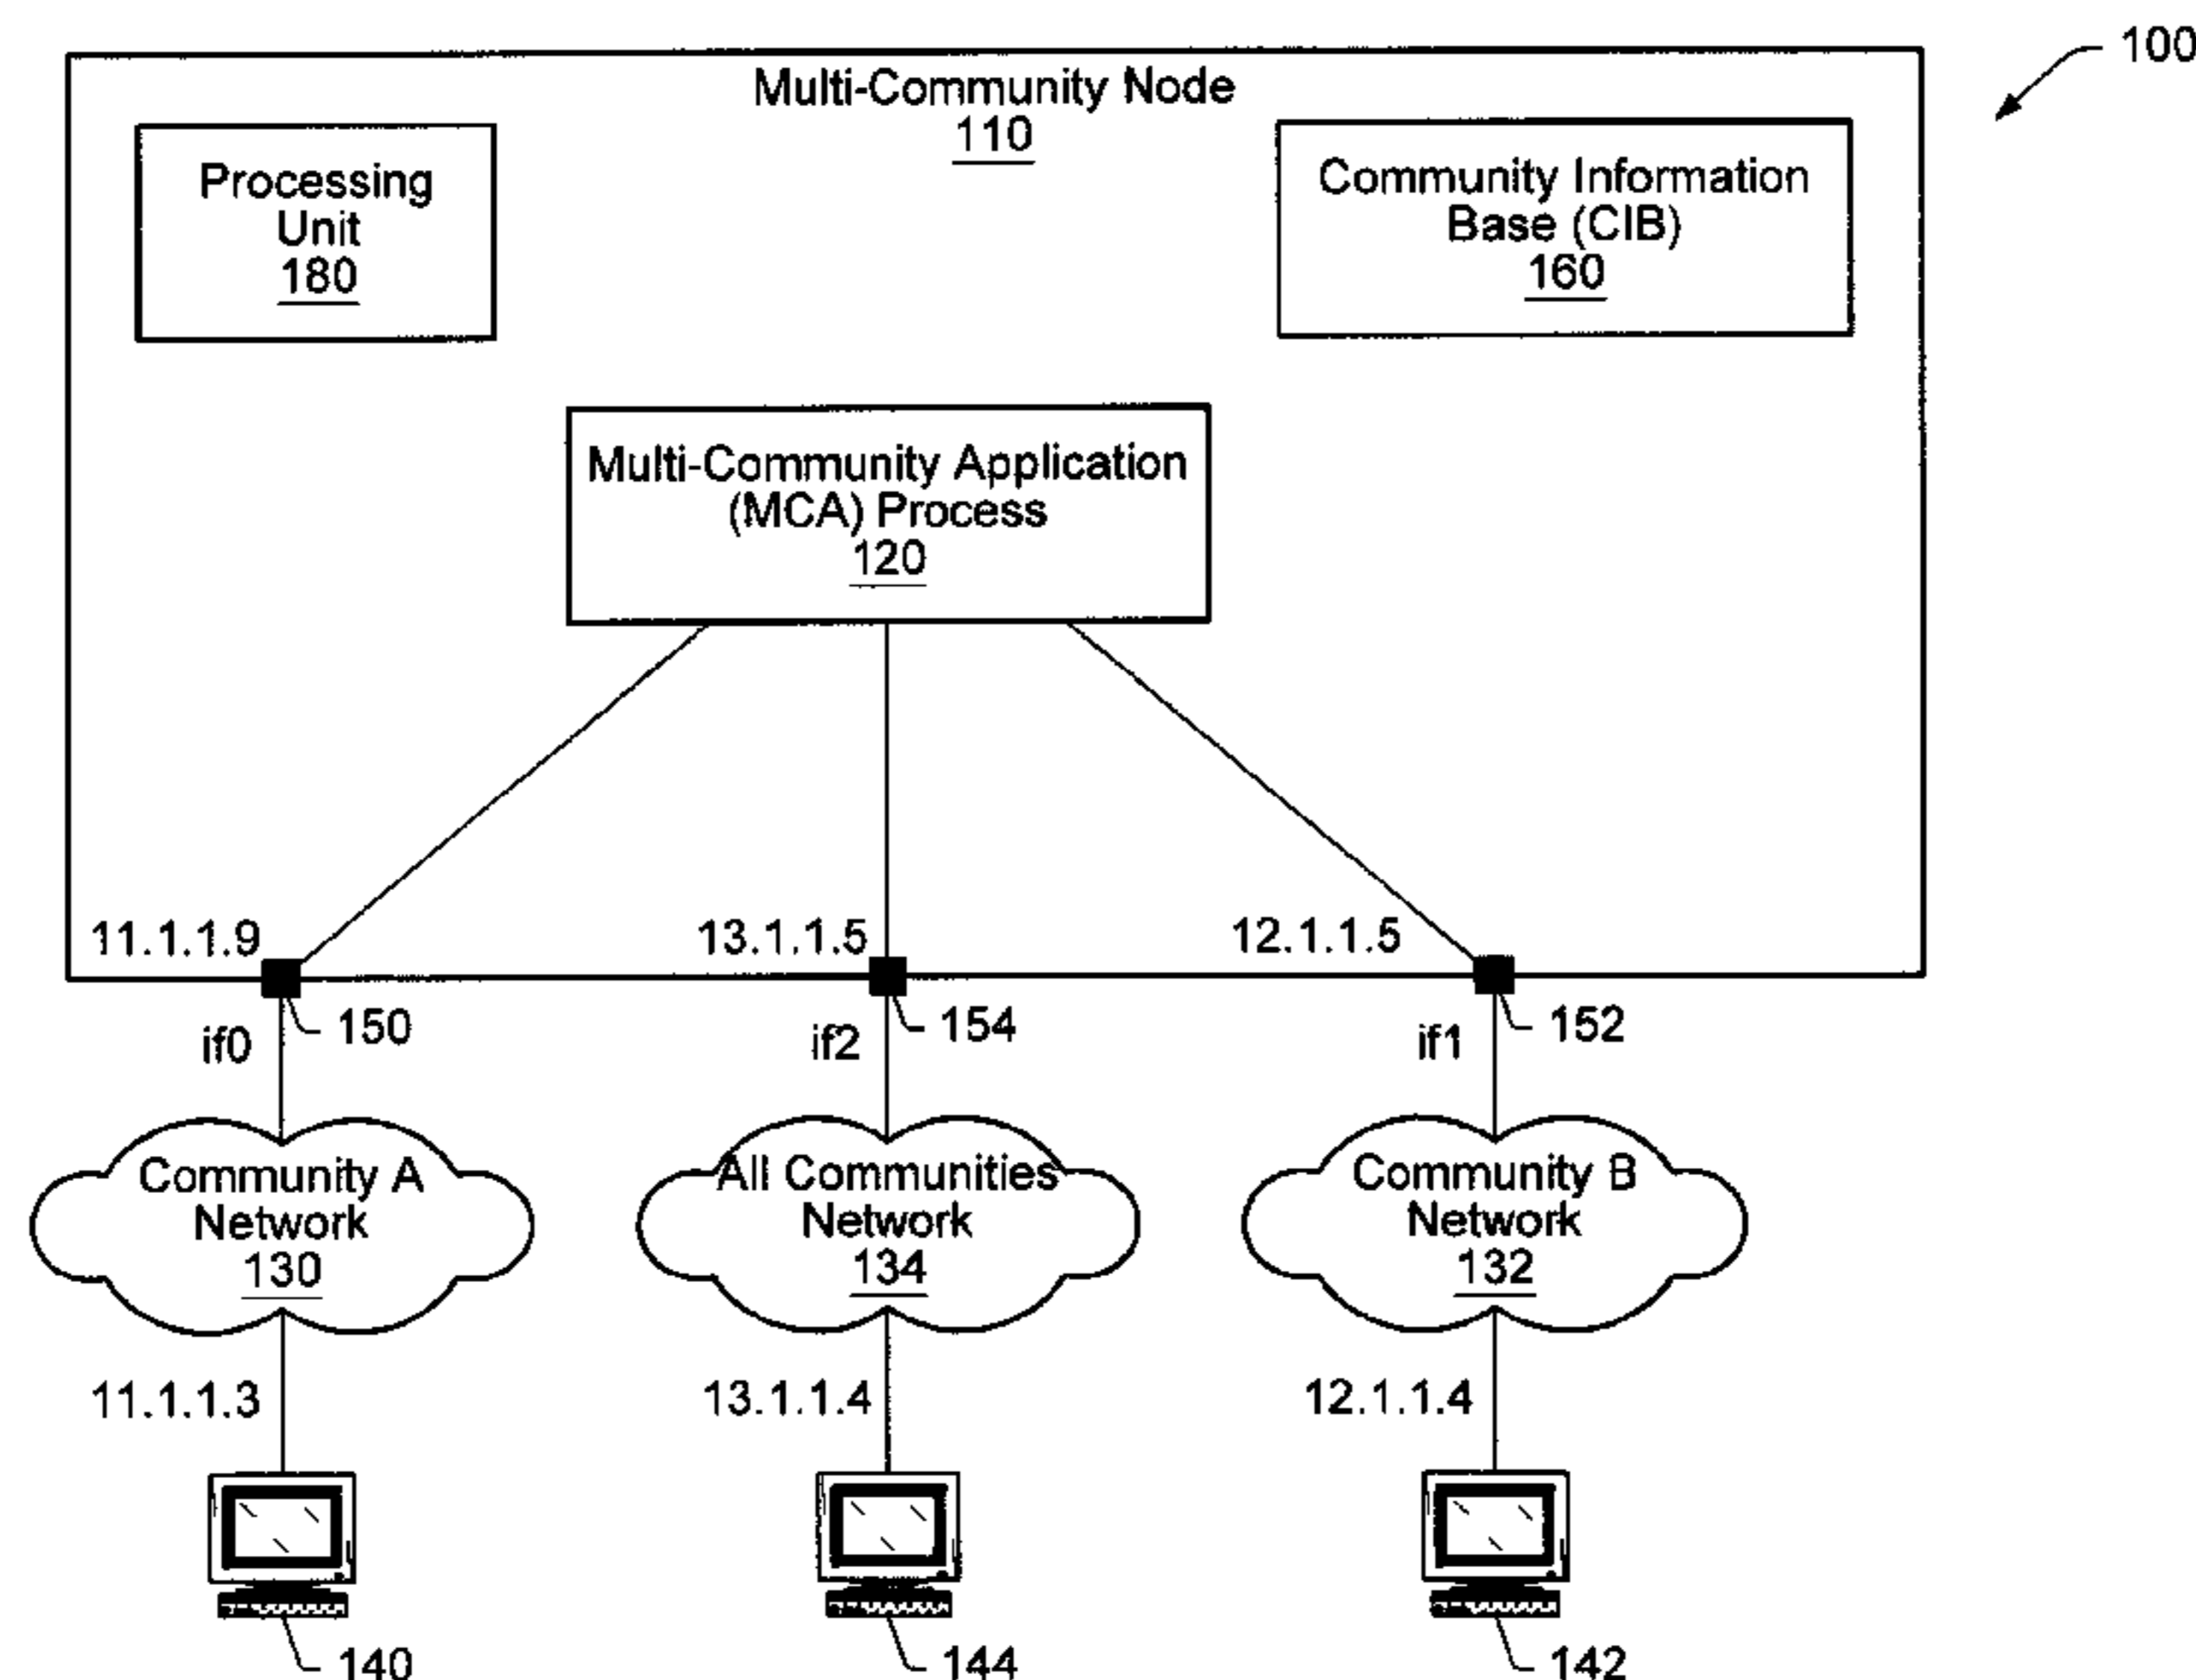 100
Multi-Community Node
110
Processing
Unit
180
Community Information
Base (CIB)
160
Multi-Community Application
(MCA) Process
120
11.1.1.9
13.1.1.5
12.1.1.5
if0
150
if2
154
if1
152
Community A
Network
130
All Communities
Network
134
Community B
Network
132
11.1.1.3
13.1.1.4
12.1.1.4
140
144
142